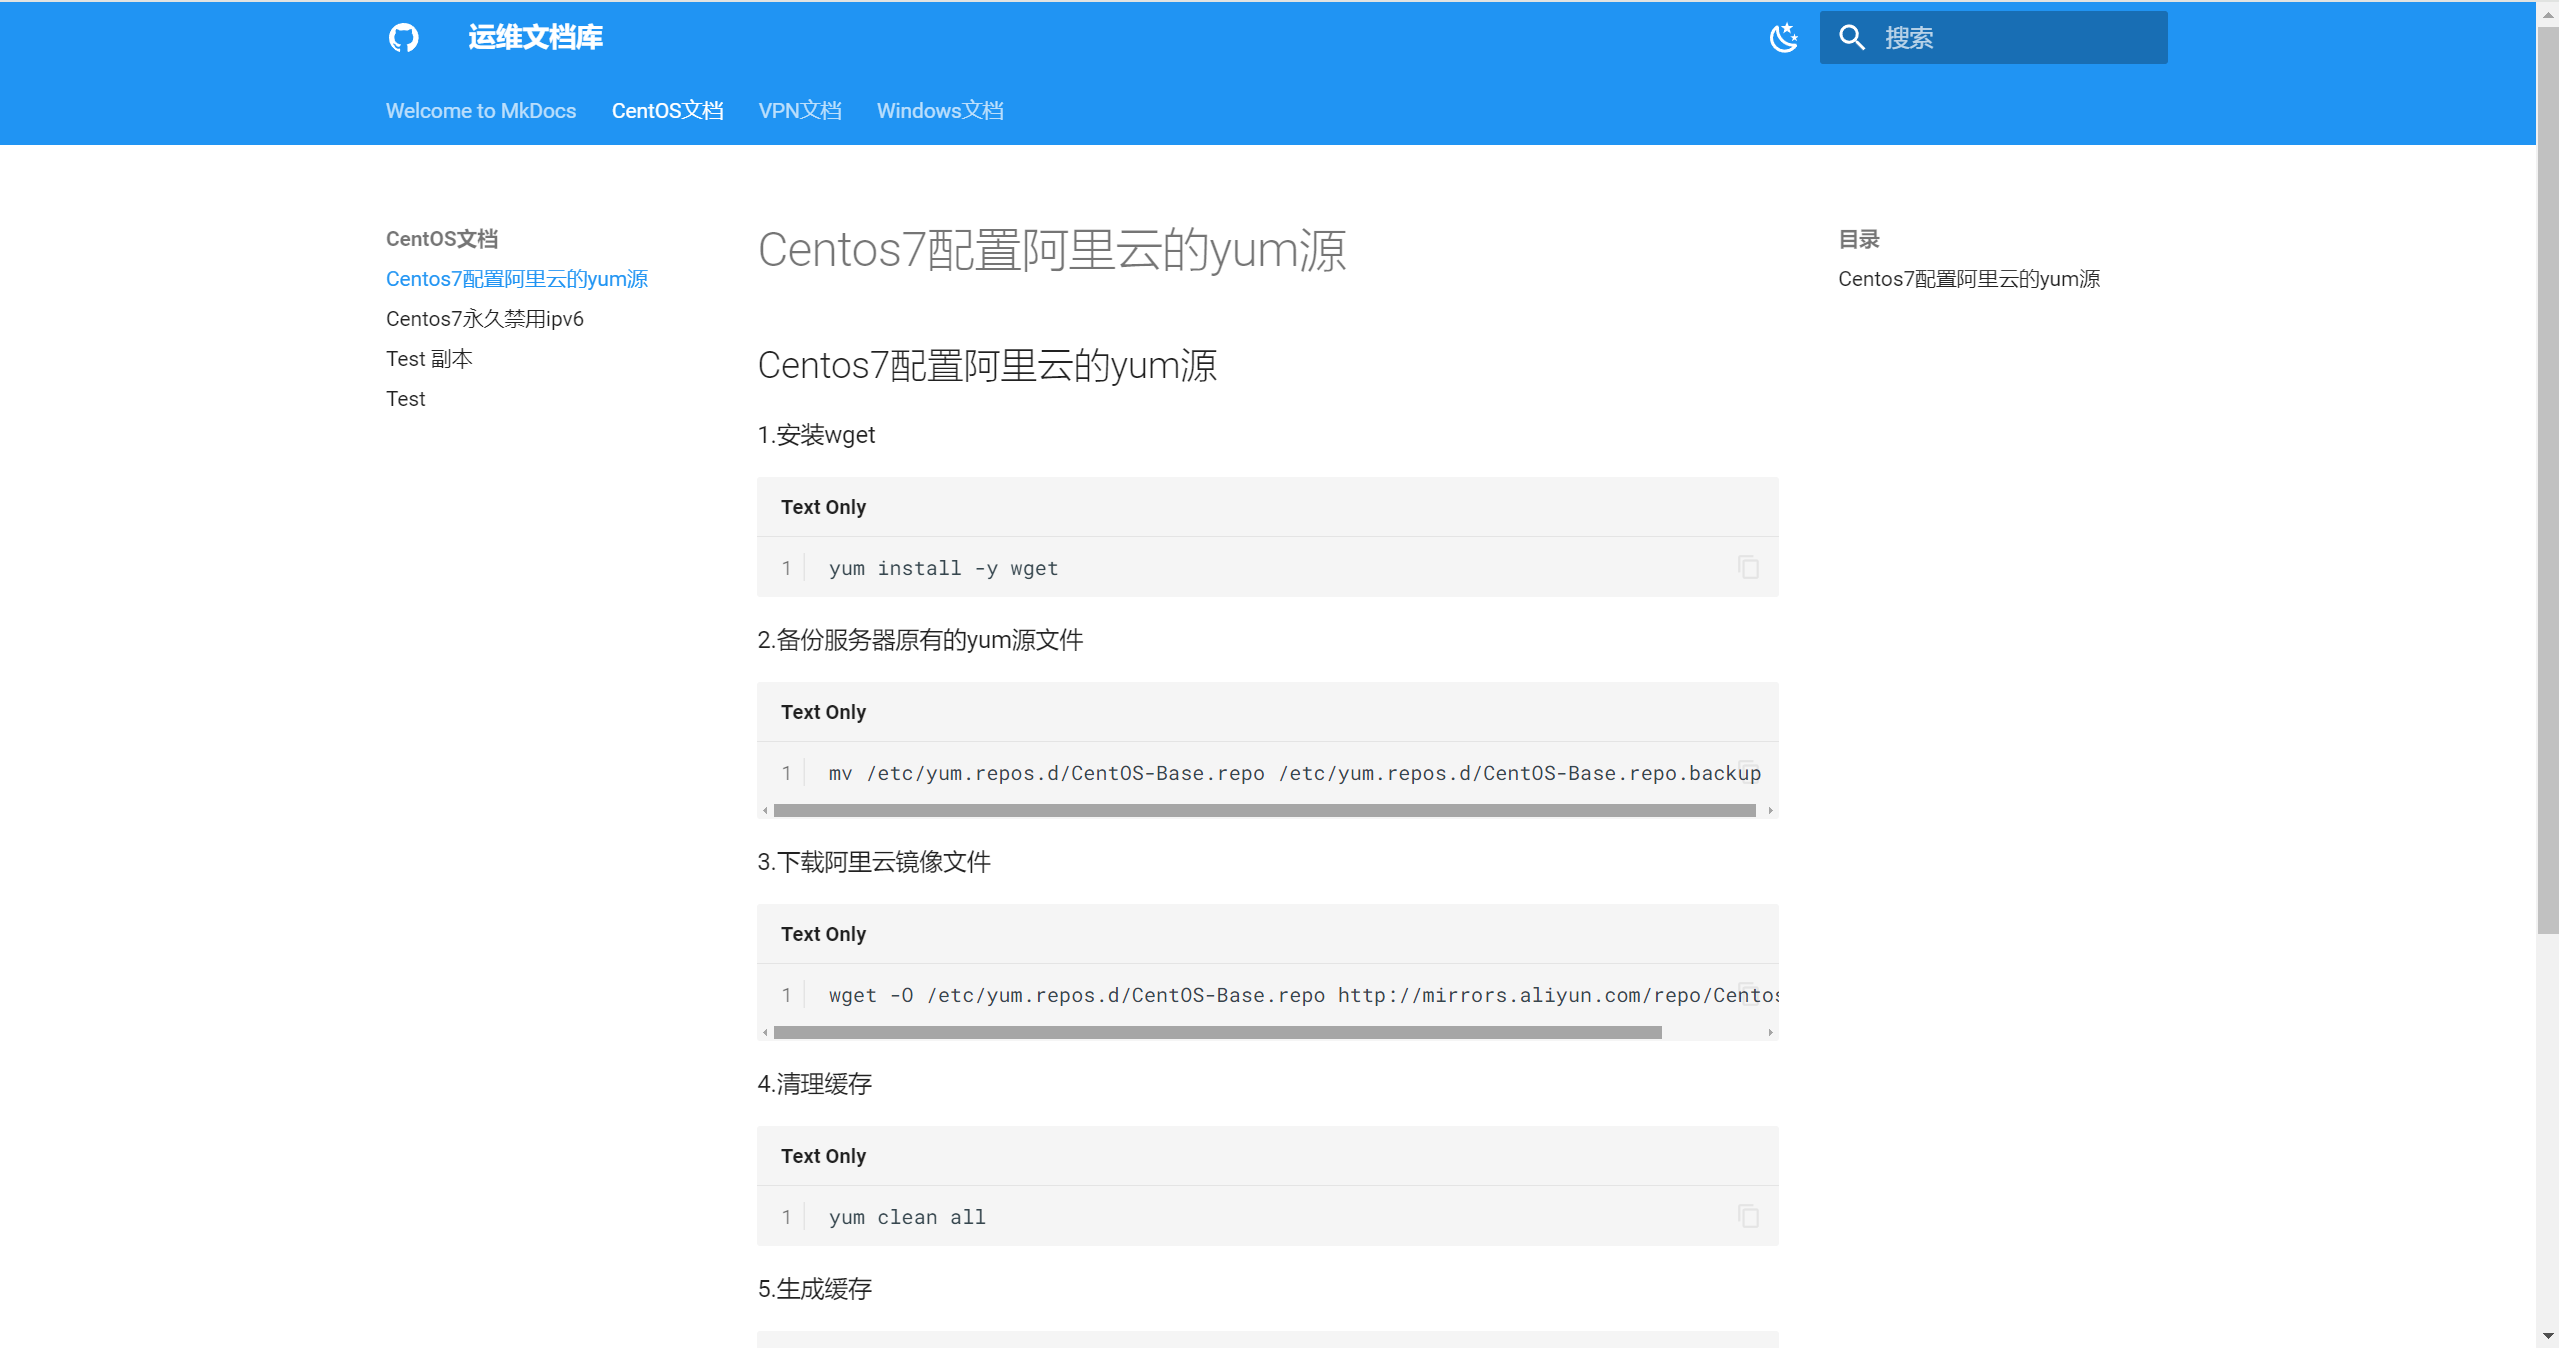 运维文档库
搜索
Welcome to MkDocs CentOS文档 VPN文档 Windows文档
CentOS文档
Centos7配置阿里云的yum源
Centos7永久禁用ipv6
Test 副本
Test
Centos7配置阿里云的yum源
Centos7配置阿里云的yum源
1.安装wget
Text Only
1 yum install -y wget
2.备份服务器原有的yum源文件
Text Only
1 mv /etc/yum.repos.d/CentOS-Base.repo /etc/yum.repos.d/CentOS-Base.repo.backup
3.下载阿里云镜像文件
Text Only
1 wget -O /etc/yum.repos.d/CentOS-Base.repo http://mirrors.aliyun.com/repo/Centos
4.清理缓存
Text Only
1 yum clean all
5.生成缓存
目录
Centos7配置阿里云的yum源